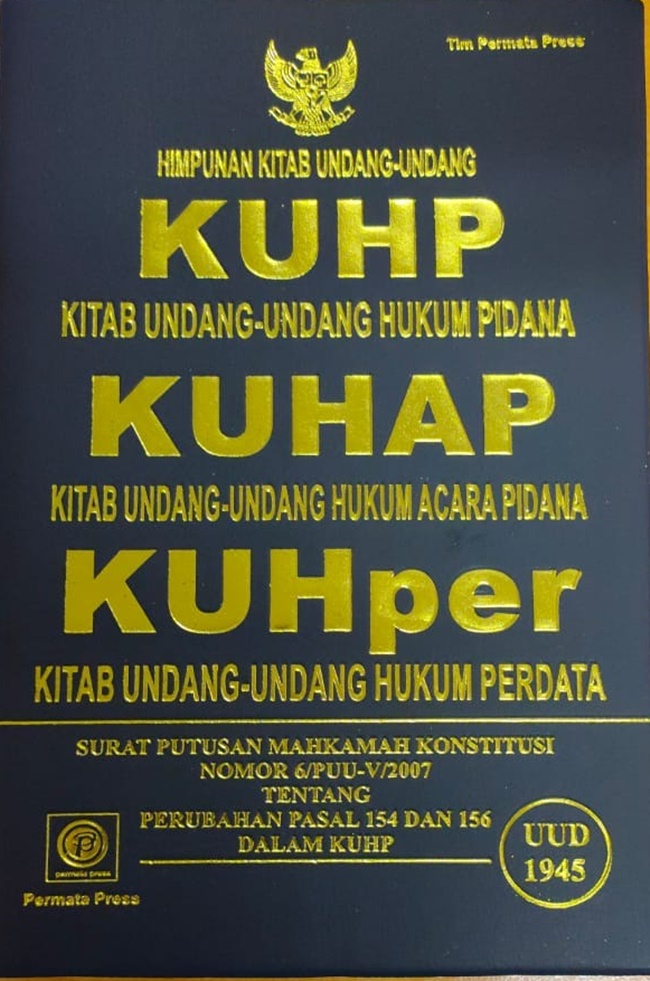 Tim Permata Press
HIMPUNAN KITAB UNDANG-UNDANG
KUHP
KITAB UNDANG-UNDANG HUKUM PIDANA
KUHAP
KITAB UNDANG-UNDANG HUKUM ACARA PIDANA
KUHper
KITAB UNDANG-UNDANG HUKUM PERDATA
SURAT PUTUSAN MAHKAMAH KONSTITUSI
NOMOR 6/PUU-V/2007
TENTANG
PERUBAHAN PASAL 154 DAN 156
DALAM KUHP
UUD
1945
permata press
Permata Press